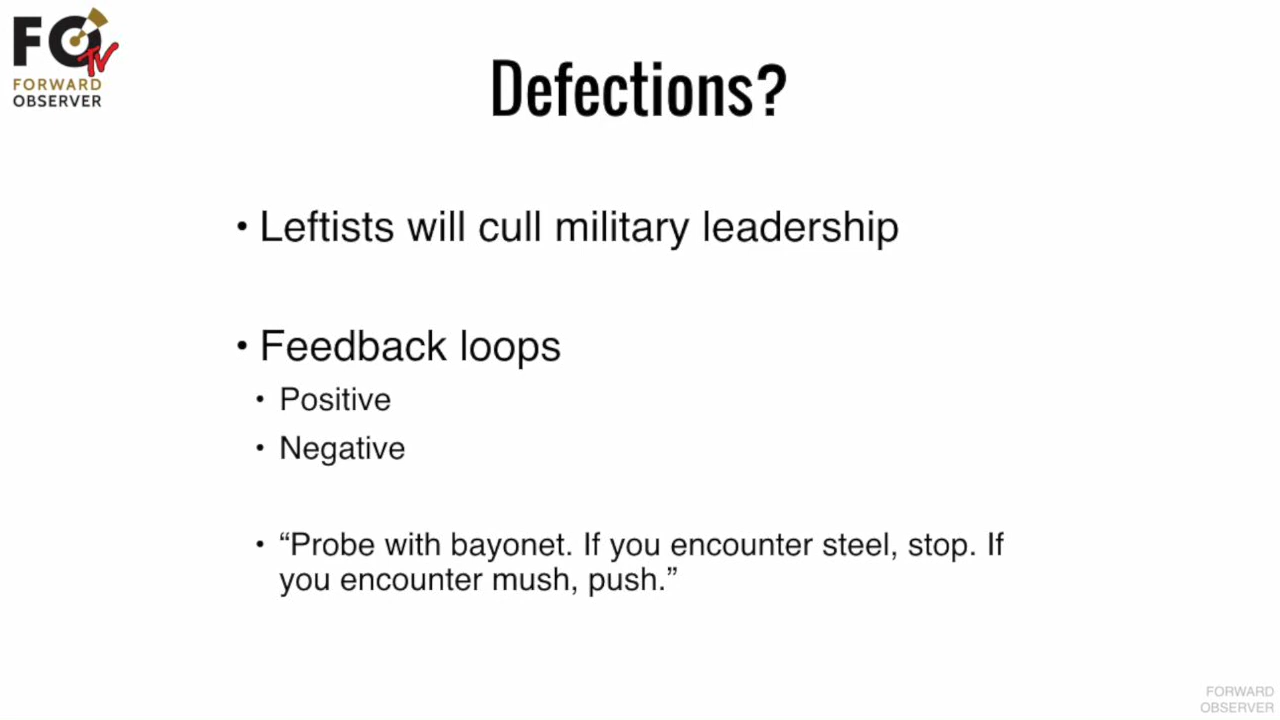 FO
TV
FORWARD
OBSERVER
Defections?
• Leftists will cull military leadership
• Feedback loops
• Positive
• Negative
• “Probe with bayonet. If you encounter steel, stop. If
you encounter mush, push.”
FORWARD
OBSERVER